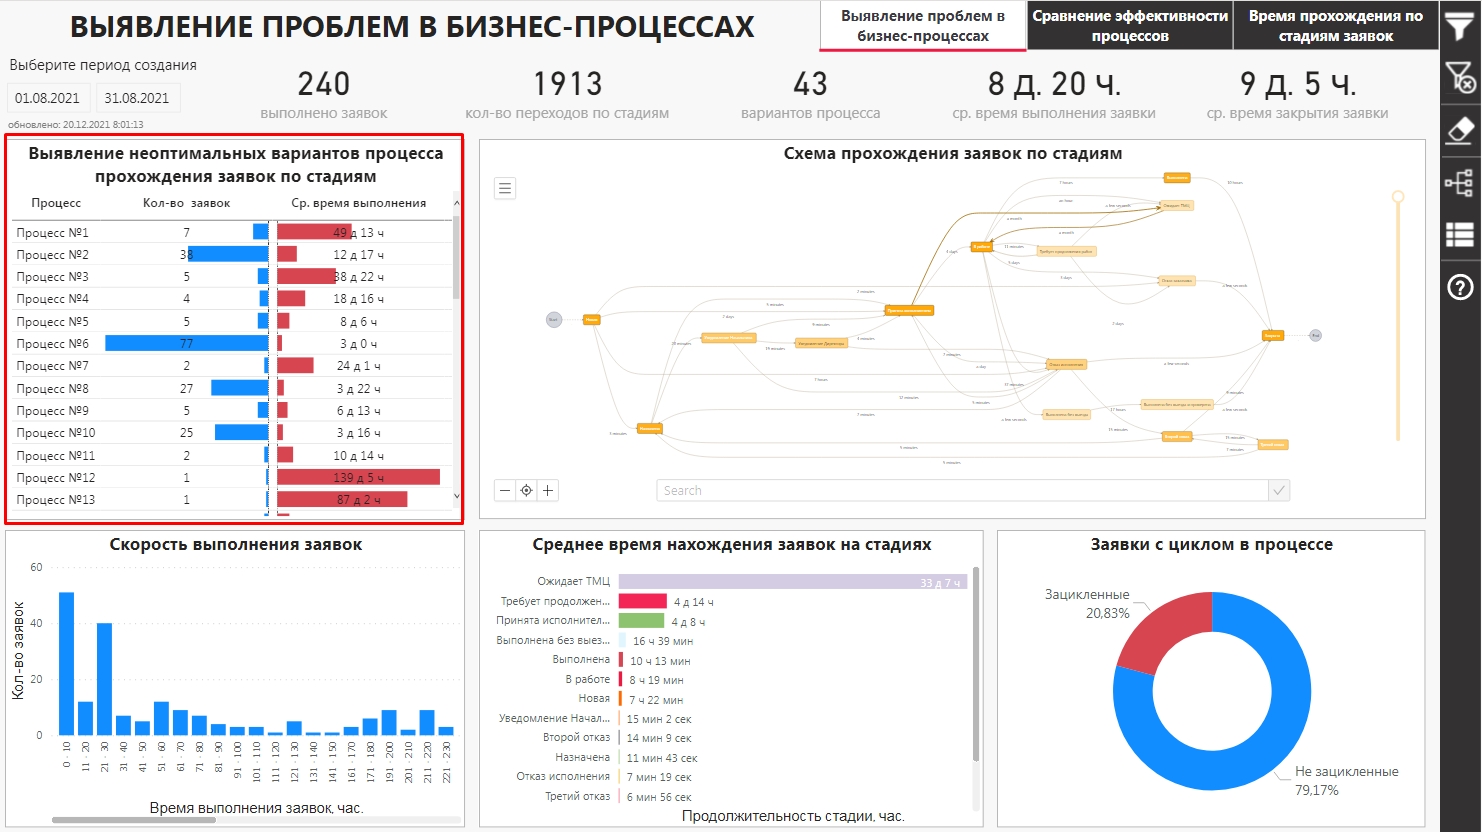 ВЫЯВЛЕНИЕ ПРОБЛЕМ В БИЗНЕС-ПРОЦЕССАХ
Выявление проблем в
бизнес-процессах
Сравнение эффективности
процессов
Время прохождения по
стадиям заявок
Выберите период создания
01.08.2021 31.08.2021
обновлено: 20.12.2021 8:01:13
240
выполнено заявок
1913
кол-во переходов по стадиям
43
вариантов процесса
8 д. 20 ч.
ср. время выполнения заявки
9 д. 5 ч.
ср. время закрытия заявки
Выявление неоптимальных вариантов процесса
прохождения заявок по стадиям
Процесс Кол-во заявок Ср. время выполнения
Процесс №1 7 49 д 13 ч
Процесс №2 38 12 д 17 ч
Процесс №3 5 38 д 22 ч
Процесс №4 4 18 д 16 ч
Процесс №5 5 8 д 6 ч
Процесс №6 77 3 д 0 ч
Процесс №7 2 24 д 1 ч
Процесс №8 27 3 д 22 ч
Процесс №9 5 6 д 13 ч
Процесс №10 25 3 д 16 ч
Процесс №11 2 10 д 14 ч
Процесс №12 1 139 д 5 ч
Процесс №13 1 87 д 2 ч
Схема прохождения заявок по стадиям
Start
End
Ожидает ТМЦ
В работе
a month
a few seconds
Search
Скорость выполнения заявок
Кол-во заявок
60
40
20
0
0 - 10
11 - 20
21 - 30
31 - 40
41 - 50
51 - 60
61 - 70
71 - 80
81 - 90
91 - 100
101 - 110
111 - 120
121 - 130
131 - 140
141 - 150
161 - 170
171 - 180
191 - 200
201 - 210
211 - 220
221 - 230
Время выполнения заявок, час.
Среднее время нахождения заявок на стадиях
Ожидает ТМЦ 33 д 7 ч
Требует продолжен... 4 д 14 ч
Принята исполнител... 4 д 8 ч
Выполнена без выез... 16 ч 39 мин
Выполнена 10 ч 13 мин
В работе 8 ч 19 мин
Новая 7 ч 22 мин
Уведомление Начал... 15 мин 2 сек
Второй отказ 14 мин 9 сек
Назначена 11 мин 43 сек
Отказ исполнения 7 мин 19 сек
Третий отказ 6 мин 56 сек
Продолжительность стадии, час.
Заявки с циклом в процессе
Зацикленные
20,83%
Не зацикленные
79,17%